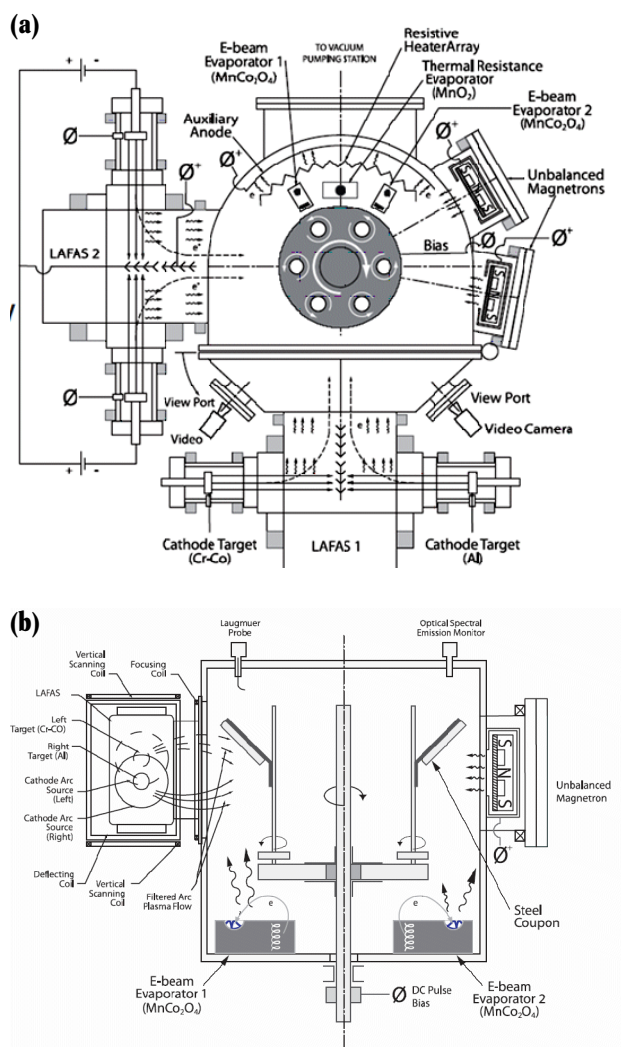 (a)
E-beam
Evaporator 1
(MnCo2O4)
TO VACUUM
PUMPING STATION
Resistive
HeaterArray
Thermal Resistance
Evaporator
(MnO2)
E-beam
Evaporator 2
(MnCo2O4)
Auxiliary
Anode
Unbalanced
Magnetrons
+ -
Ø
Ø+
Ø+
Ø+
Ø+
e-
e-
S N S
LAFAS 2
e-
e-
Bias
Ø
S N S
Ø
+ -
View Port
Video
View Port
Video Camera
e
Cathode Target
(Cr-Co)
LAFAS 1
Cathode Target
(Al)
(b)
Laugmuer
Probe
Optical Spectral
Emission Monitor
Vertical
Scanning
Coil
Focusing
Coil
LAFAS
Left
Target (Cr-CO)
Right
Target (Al)
Cathode Arc
Source
(Left)
Cathode Arc
Source
(Right)
Deflecting
Coil
Vertical
Scanning
Coil
Filtered Arc
Plasma Flow
S N S
Unbalanced
Magnetron
Ø+
Steel
Coupon
e
e
E-beam
Evaporator 1
(MnCo2O4)
Ø DC Pulse
Bias
E-beam
Evaporator 2
(MnCo2O4)